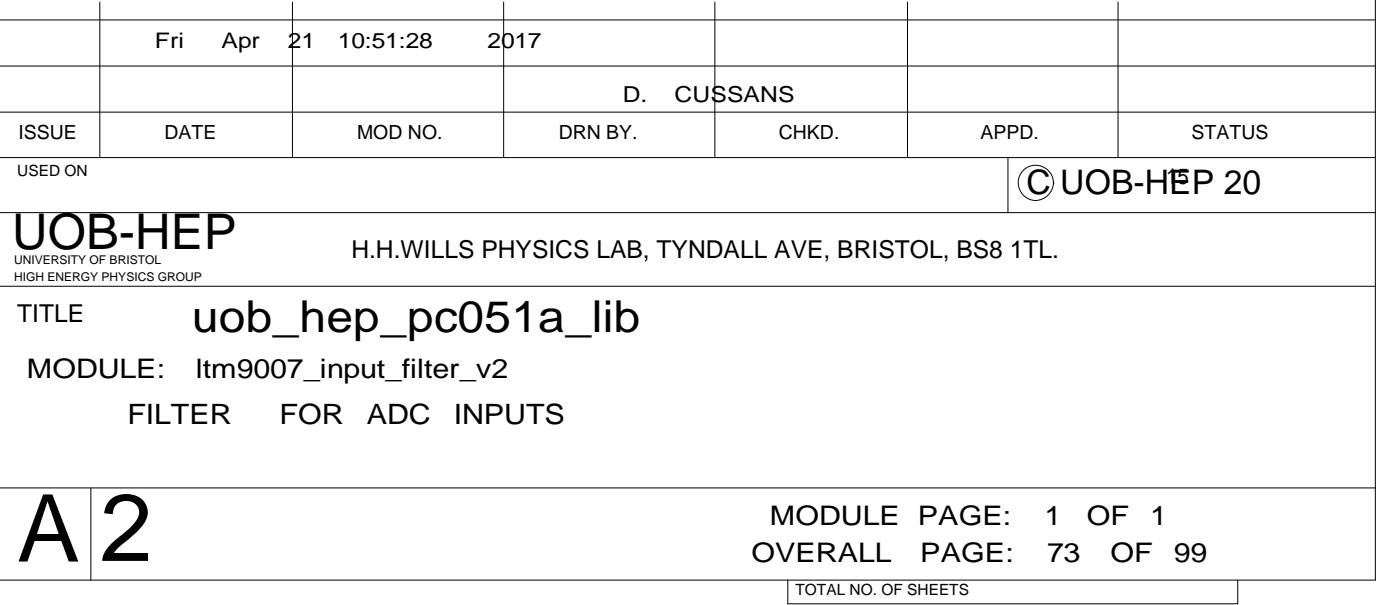 Fri Apr 21 10:51:28 2017
D. CUSSANS
ISSUE DATE MOD NO. DRN BY. CHKD. APPD. STATUS
USED ON
© UOB-HEP 20 15
UOB-HEP
UNIVERSITY OF BRISTOL
HIGH ENERGY PHYSICS GROUP
H.H.WILLS PHYSICS LAB, TYNDALL AVE, BRISTOL, BS8 1TL.
TITLE uob_hep_pc051a_lib
MODULE: ltm9007_input_filter_v2
FILTER FOR ADC INPUTS
A 2
MODULE PAGE: 1 OF 1
OVERALL PAGE: 73 OF 99
TOTAL NO. OF SHEETS